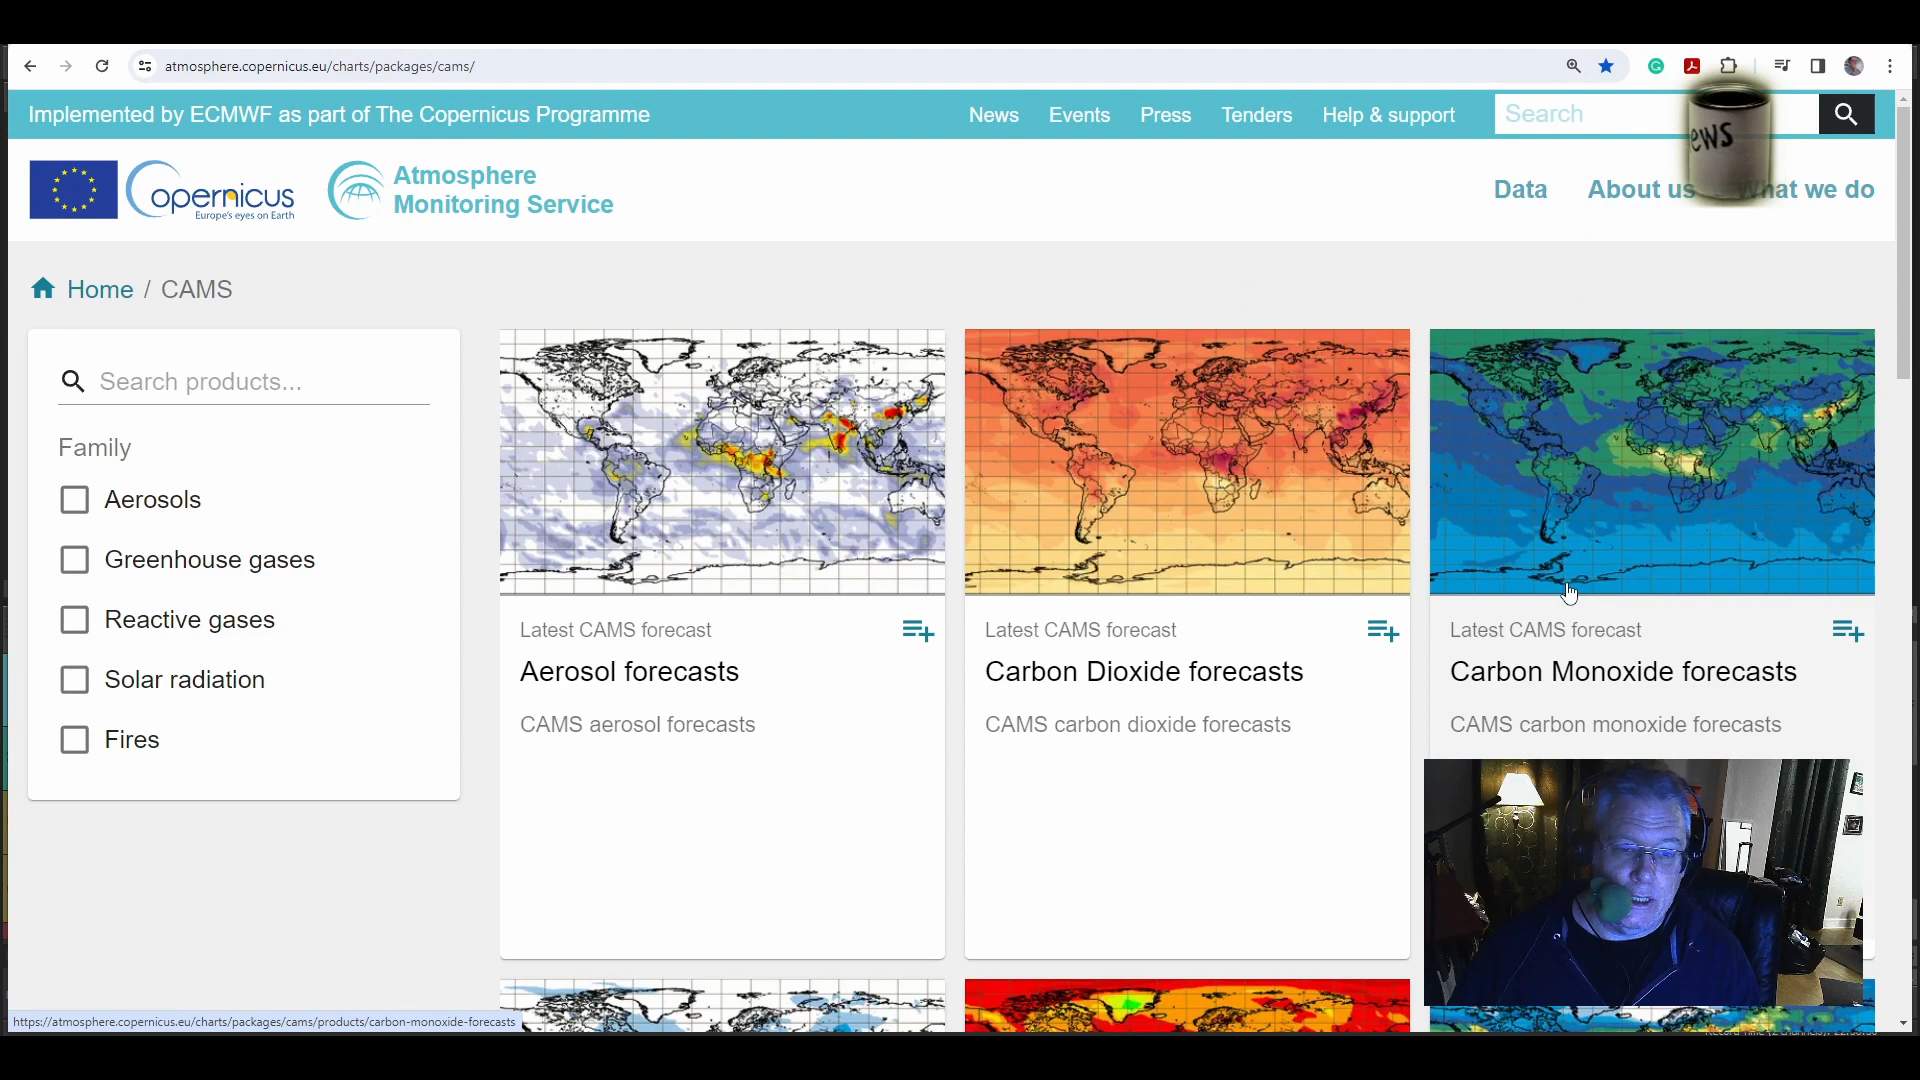 atmosphere.copernicus.eu/charts/packages/cams/
Implemented by ECMWF as part of The Copernicus Programme
News
Events
Press
Tenders
Help & support
Search
ews
opernicus
Europe's eyes on Earth
Atmosphere
Monitoring Service
Data
About us
What we do
Home / CAMS
Search products...
Family
Aerosols
Greenhouse gases
Reactive gases
Solar radiation
Fires
Latest CAMS forecast
Aerosol forecasts
CAMS aerosol forecasts
Latest CAMS forecast
Carbon Dioxide forecasts
CAMS carbon dioxide forecasts
Latest CAMS forecast
Carbon Monoxide forecasts
CAMS carbon monoxide forecasts
https://atmosphere.copernicus.eu/charts/packages/cams/products/carbon-monoxide-forecasts